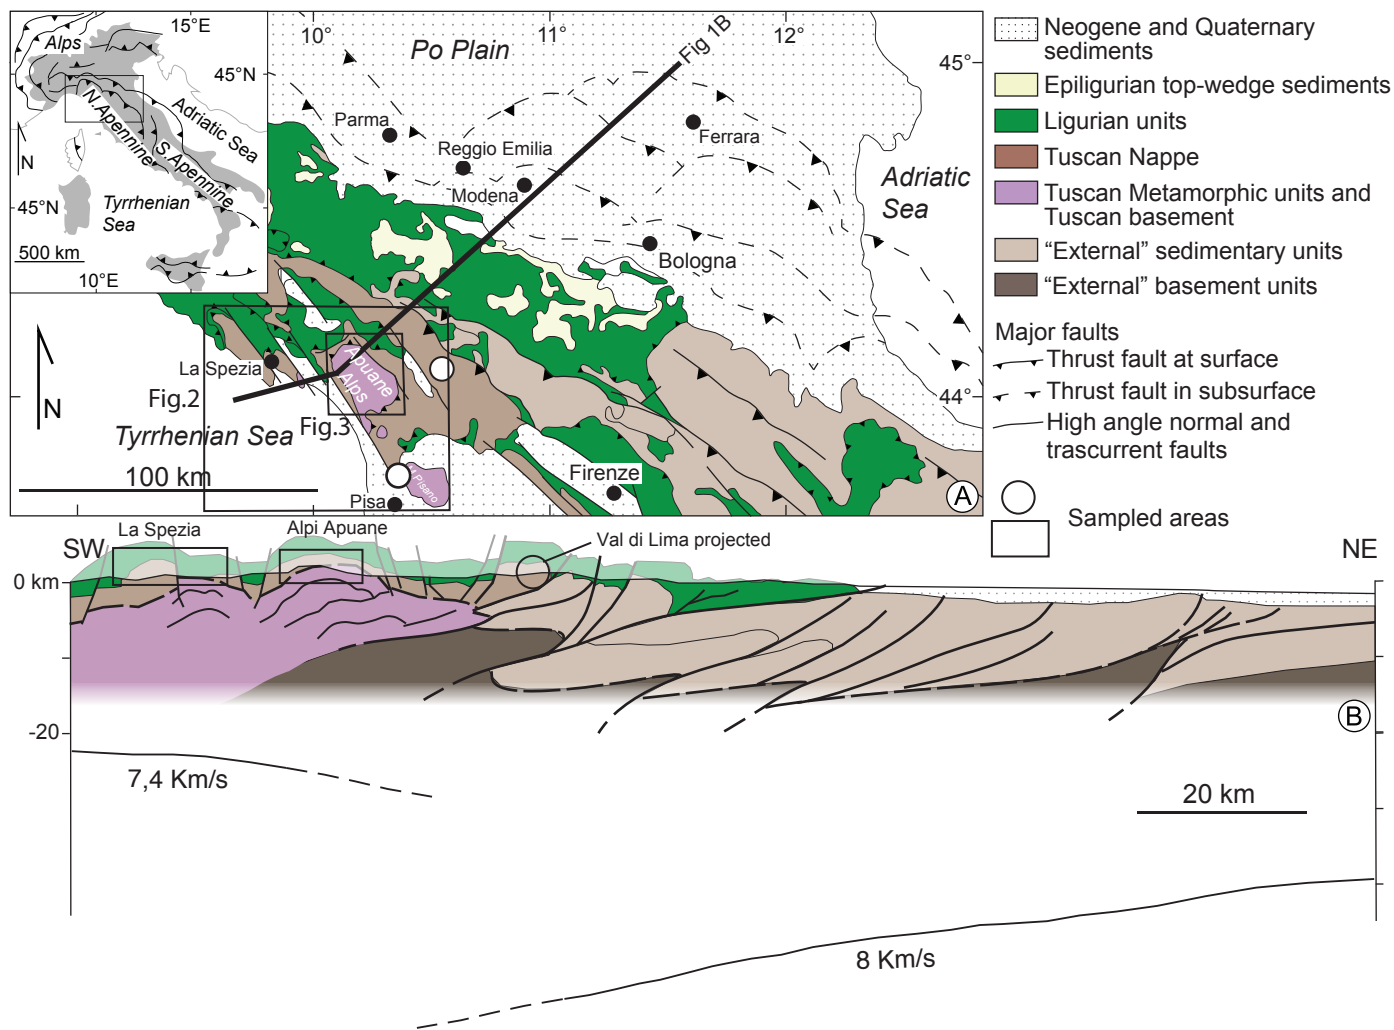 15°E
Alps
45°N
N.Apennine
Adriatic Sea
S.Apennine
N
45°N
Tyrrhenian
Sea
500 km
10°E
10°
11°
12°
Po Plain
Fig 1B
45°
Parma
Ferrara
Reggio Emilia
Modena
Adriatic
Sea
Bologna
La Spezia
Apuane
Alps
Fig.2
44°
N
Tyrrhenian Sea
Fig.3
100 km
Firenze
Pisano
Pisa
A
Neogene and Quaternary
sediments
Epiligurian top-wedge sediments
Ligurian units
Tuscan Nappe
Tuscan Metamorphic units and
Tuscan basement
“External” sedimentary units
“External” basement units
Major faults
Thrust fault at surface
Thrust fault in subsurface
High angle normal and
trascurrent faults
Sampled areas
La Spezia
Alpi Apuane
SW
Val di Lima projected
NE
0 km
B
-20
7,4 Km/s
20 km
8 Km/s